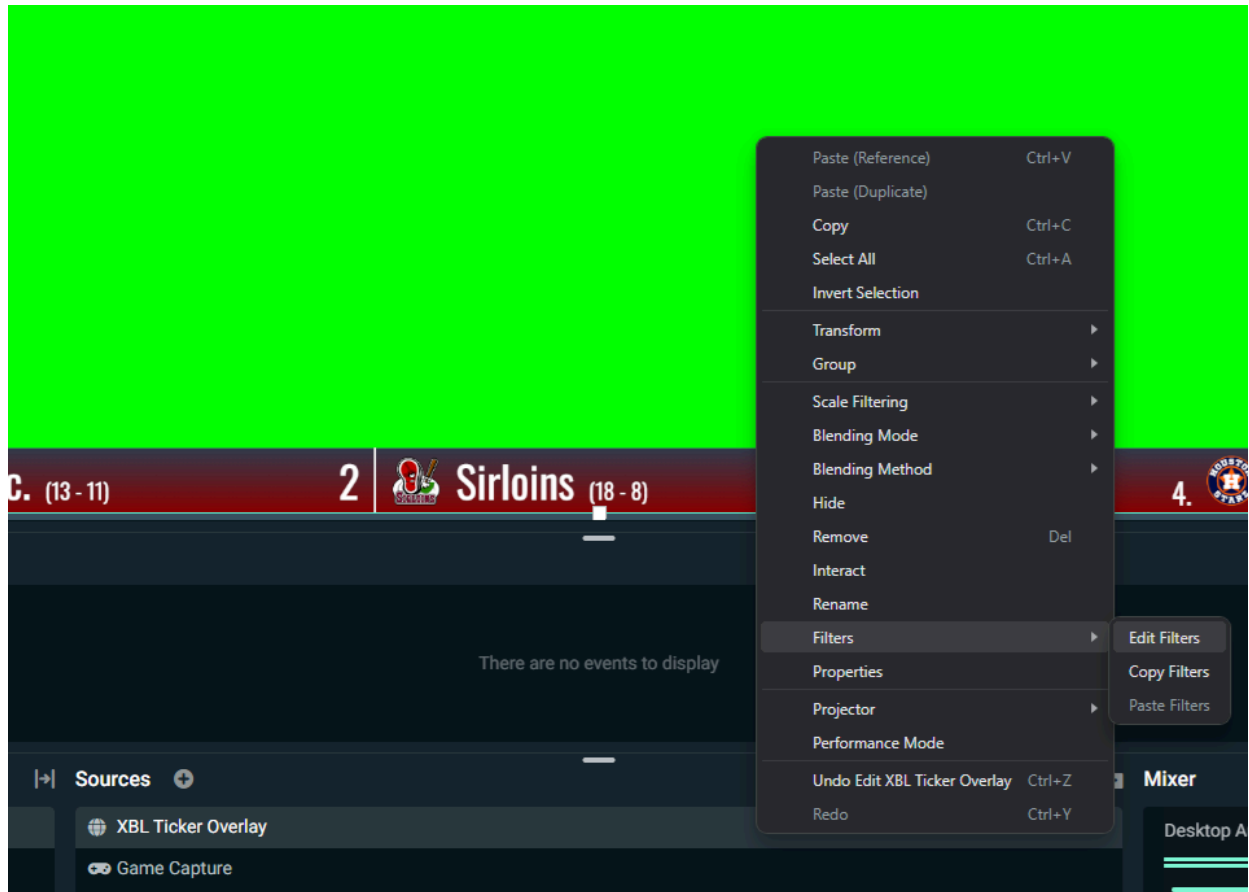 Paste (Reference) Ctrl+V
Paste (Duplicate)
Copy Ctrl+C
Select All Ctrl+A
Invert Selection
Transform
Group
Scale Filtering
Blending Mode
Blending Method
Hide
Remove Del
Interact
Rename
Filters
Properties
Projector
Performance Mode
Undo Edit XBL Ticker Overlay Ctrl+Z
Redo Ctrl+Y
Edit Filters
Copy Filters
Paste Filters
c. (13 - 11) 2 Sirloins (18 - 8) 4.
HOUSTON
STARS
There are no events to display
Sources
Mixer
XBL Ticker Overlay
Desktop A
Game Capture